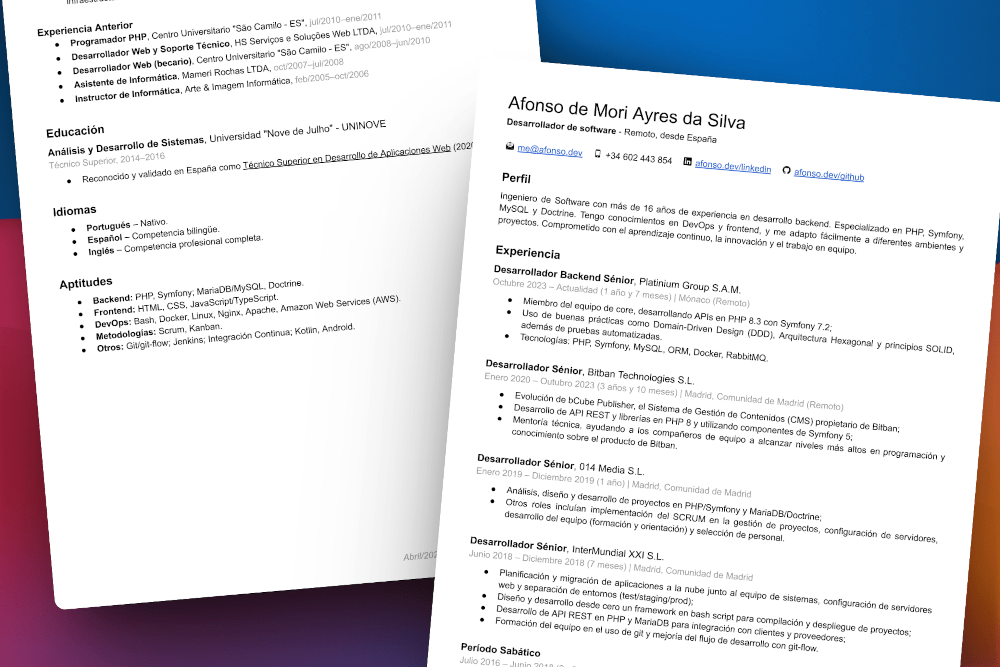 Experiencia Anterior
● Programador PHP, Centro Universitario "São Camilo - ES", jul/2010–ene/2011
● Desarrollador Web y Soporte Técnico, HS Serviços e Soluções Web LTDA, jul/2010–ene/2011
● Desarrollador Web (becario), Centro Universitario "São Camilo - ES", ago/2008–jun/2010
● Asistente de Informática, Mameri Rochas LTDA, oct/2007–jul/2008
● Instructor de Informática, Arte & Imagem Informática, feb/2005–oct/2006
Educación
Análisis y Desarrollo de Sistemas, Universidad "Nove de Julho" - UNINOVE
Técnico Superior, 2014–2016
● Reconocido y validado en España como Técnico Superior en Desarrollo de Aplicaciones Web
Idiomas
● Portugués – Nativo.
● Español – Competencia bilingüe.
● Inglés – Competencia profesional completa.
Aptitudes
● Backend: PHP, Symfony; MariaDB/MySQL, Doctrine.
● Frontend: HTML, CSS, JavaScript/TypeScript.
● DevOps: Bash, Docker, Linux, Nginx, Apache, Amazon Web Services (AWS).
● Metodologías: Scrum, Kanban.
● Otros: Git/git-flow; Jenkins; Integración Continua; Kotlin, Android.
Afonso de Mori Ayres da Silva
Desarrollador de software - Remoto, desde España
me@afonso.dev +34 602 443 854 afonso.dev/linkedin afonso.dev/github
Perfil
Ingeniero de Software con más de 16 años de experiencia en desarrollo backend. Especializado en PHP, Symfony,
MySQL y Doctrine. Tengo conocimientos en DevOps y frontend, y me adapto fácilmente a diferentes ambientes y
proyectos. Comprometido con el aprendizaje continuo, la innovación y el trabajo en equipo.
Experiencia
Desarrollador Backend Sénior, Platinium Group S.A.M.
Octubre 2023 – Actualidad (1 año y 7 meses) | Mónaco (Remoto)
● Miembro del equipo de core, desarrollando APIs en PHP 8.3 con Symfony 7.2;
● Uso de buenas prácticas como Domain-Driven Design (DDD), Arquitectura Hexagonal y principios SOLID,
además de pruebas automatizadas.
● Tecnologías: PHP, Symfony, MySQL, ORM, Docker, RabbitMQ.
Desarrollador Sénior, Bitban Technologies S.L.
Enero 2020 – Outubro 2023 (3 años y 10 meses) | Madrid, Comunidad de Madrid (Remoto)
● Evolución de bCube Publisher, el Sistema de Gestión de Contenidos (CMS) propietario de Bitban;
● Desarrollo de API REST y librerías en PHP 8 y utilizando componentes de Symfony 5;
● Mentoría técnica, ayudando a los compañeros de equipo a alcanzar niveles más altos en programación y
conocimiento sobre el producto de Bitban.
Desarrollador Sénior, 014 Media S.L.
Enero 2019 – Diciembre 2019 (1 año) | Madrid, Comunidad de Madrid
● Análisis, diseño y desarrollo de proyectos en PHP/Symfony y MariaDB/Doctrine;
● Otros roles incluían implementación del SCRUM en la gestión de proyectos, configuración de servidores,
desarrollo del equipo (formación y orientación) y selección de personal.
Desarrollador Sénior, InterMundial XXI S.L.
Junio 2018 – Diciembre 2018 (7 meses) | Madrid, Comunidad de Madrid
● Planificación y migración de aplicaciones a la nube junto al equipo de sistemas, configuración de servidores
web y separación de entornos (test/staging/prod);
● Diseño y desarrollo desde cero un framework en bash script para compilación y despliegue de proyectos;
● Desarrollo de API REST en PHP y MariaDB para integración con clientes y proveedores;
● Formación del equipo en el uso de git y mejoría del flujo de desarrollo con git-flow.
Período Sabático
Julio 2016 – Junio 2018